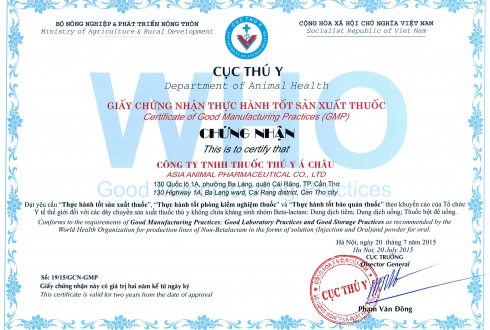 BỘ NÔNG NGHIỆP & PHÁT TRIỂN NÔNG THÔN
Ministry of Agriculture & Rural Development
CỘNG HÒA XÃ HỘI CHỦ NGHĨA VIỆT NAM
Socialist Republic of Viet Nam
CỤC THÚ Y
Department of Animal Health
GIẤY CHỨNG NHẬN THỰC HÀNH TỐT SẢN XUẤT THUỐC
Certificate of Good Manufacturing Practices (GMP)
CHỨNG NHẬN
This is to certify that
CÔNG TY TNHH THUỐC THÚ Y Á CHÂU
ASIA ANIMAL PHARMACEUTICAL CO., LTD
130 Quốc lộ 1A, phường Ba Láng, quận Cái Răng, TP. Cần Thơ
130 Highway 1A, Ba Lang ward, Cai Rang district, Can Tho city.
WHO
Good Practices
Đạt yêu cầu "Thực hành tốt sản xuất thuốc", "Thực hành tốt phòng kiểm nghiệm thuốc" và "Thực hành tốt bảo quản thuốc" theo khuyến cáo của Tổ chức
Y tế thế giới đối với các dây chuyền sản xuất thuốc thú y không chứa kháng sinh nhóm Beta-lactam: Dung dịch tiêm; Dung dịch uống; Thuốc bột để uống.
Conforms to the requirements of Good Manufacturing Practices; Good Laboratory Practices and Good Storage Practices as recommended by the
World Health Organization for production lines of Non-Betalactam in the forms of solution (Injection and Oral)and powder for oral.
Hà Nội, ngày 20 tháng 7 năm 2015
Ha Noi, 20 July 2015
CỤC TRƯỞNG
Director General
Số: 19/15/GCN-GMP
Giấy chứng nhận này có giá trị hai năm kể từ ngày ký
This certificate is valid for two years from the date of approval
CỤC THÚ Y
Phạm Văn Đông